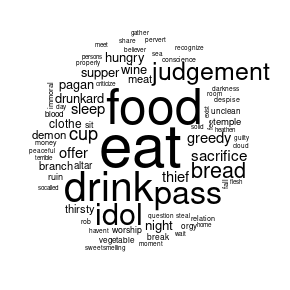 gather
share pervert
meet believer recognize
persons sea conscience
property
hungry wine judgement
criticize meat
supper darkness
immoral pagan room despise
day drunkard sleep food unclean
blood clothe sit exist solid temple
heathen
demon cup eat greedy guilty
money cloud
peaceful offer sacrifice
terrible branch altar bread
ruin drink pass thief flesh
socalled
thirsty idol question steal relation
rob night orgy home
havent worship wait
vegetable break
sweetsmelling moment